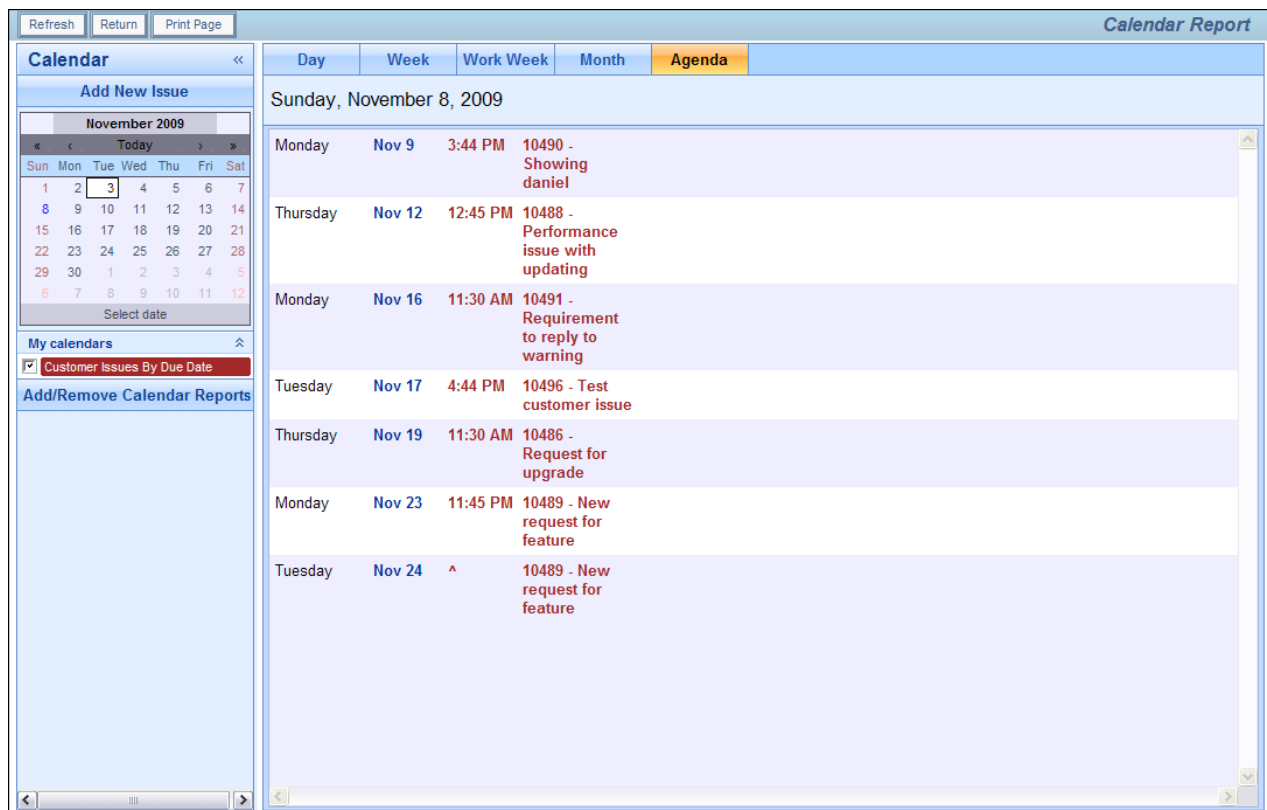 Refresh Return Print Page Calendar Report
Calendar «
Add New Issue
November 2009
« ‹ Today › »
Sun Mon Tue Wed Thu Fri Sat
1 2 3 4 5 6 7
8 9 10 11 12 13 14
15 16 17 18 19 20 21
22 23 24 25 26 27 28
29 30 1 2 3 4 5
6 7 8 9 10 11 12
Select date
My calendars
Customer Issues By Due Date
Add/Remove Calendar Reports
Day Week Work Week Month Agenda
Sunday, November 8, 2009
Monday Nov 9 3:44 PM 10490 -
Showing
daniel
Thursday Nov 12 12:45 PM 10488 -
Performance
issue with
updating
Monday Nov 16 11:30 AM 10491 -
Requirement
to reply to
warning
Tuesday Nov 17 4:44 PM 10496 - Test
customer issue
Thursday Nov 19 11:30 AM 10486 -
Request for
upgrade
Monday Nov 23 11:45 PM 10489 - New
request for
feature
Tuesday Nov 24 ^ 10489 - New
request for
feature